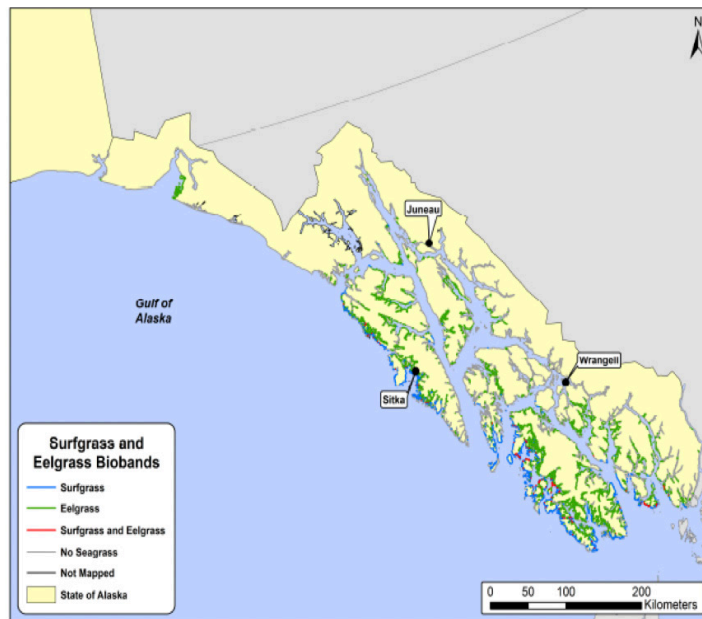 N
Juneau
Gulf of
Alaska
Wrangell
Sitka
Surfgrass and
Eelgrass Biobands
Surfgrass
Eelgrass
Surfgrass and Eelgrass
No Seagrass
Not Mapped
State of Alaska
0 50 100 200
Kilometers